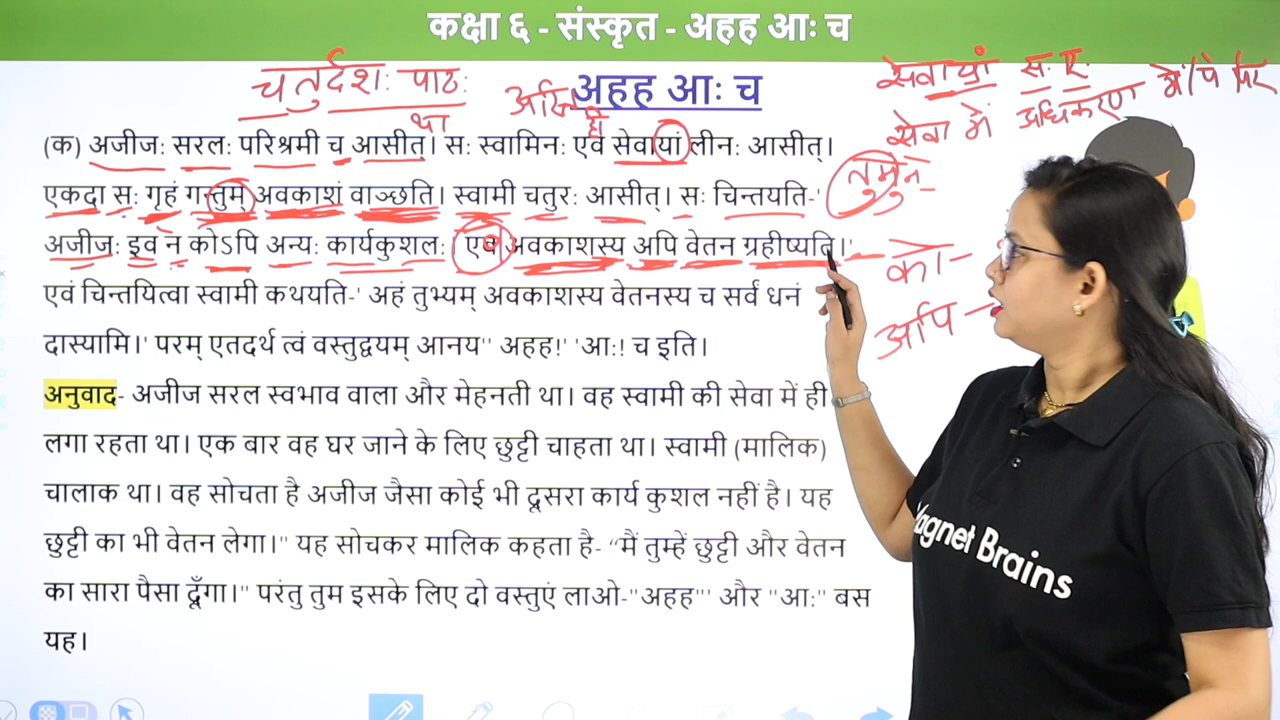 कक्षा ६ - संस्कृत - अहह आः च
चतुर्दशः पाठः
अहह आः च
सेवायां सः ए.
सेवा में अधिकरण में/पे पर
था
ही
(क) अजीजः सरलः परिश्रमी च आसीत्। सः स्वामिनः एव सेवायां लीनः आसीत्।
एकदा सः गृहं गन्तुम् अवकाशं वाञ्छति। स्वामी चतुरः आसीत्। सः चिन्तयति-'
तुमुन
अजीजः इव न कोऽपि अन्यः कार्यकुशलः। एष अवकाशस्य अपि वेतन ग्रहीष्यति।'
को-
अपि-
एवं चिन्तयित्वा स्वामी कथयति-' अहं तुभ्यम् अवकाशस्य वेतनस्य च सर्वं धनं
दास्यामि।' परम् एतदर्थ त्वं वस्तुद्वयम् आनय'' अहह!' 'आः! च इति।
अनुवाद- अजीज सरल स्वभाव वाला और मेहनती था। वह स्वामी की सेवा में ही
लगा रहता था। एक बार वह घर जाने के लिए छुट्टी चाहता था। स्वामी (मालिक)
चालाक था। वह सोचता है अजीज जैसा कोई भी दूसरा कार्य कुशल नहीं है। यह
छुट्टी का भी वेतन लेगा।'' यह सोचकर मालिक कहता है- “मैं तुम्हें छुट्टी और वेतन
का सारा पैसा दूँगा।'' परंतु तुम इसके लिए दो वस्तुएं लाओ-''अहह''' और ''आः'' बस
यह।
Magnet Brains